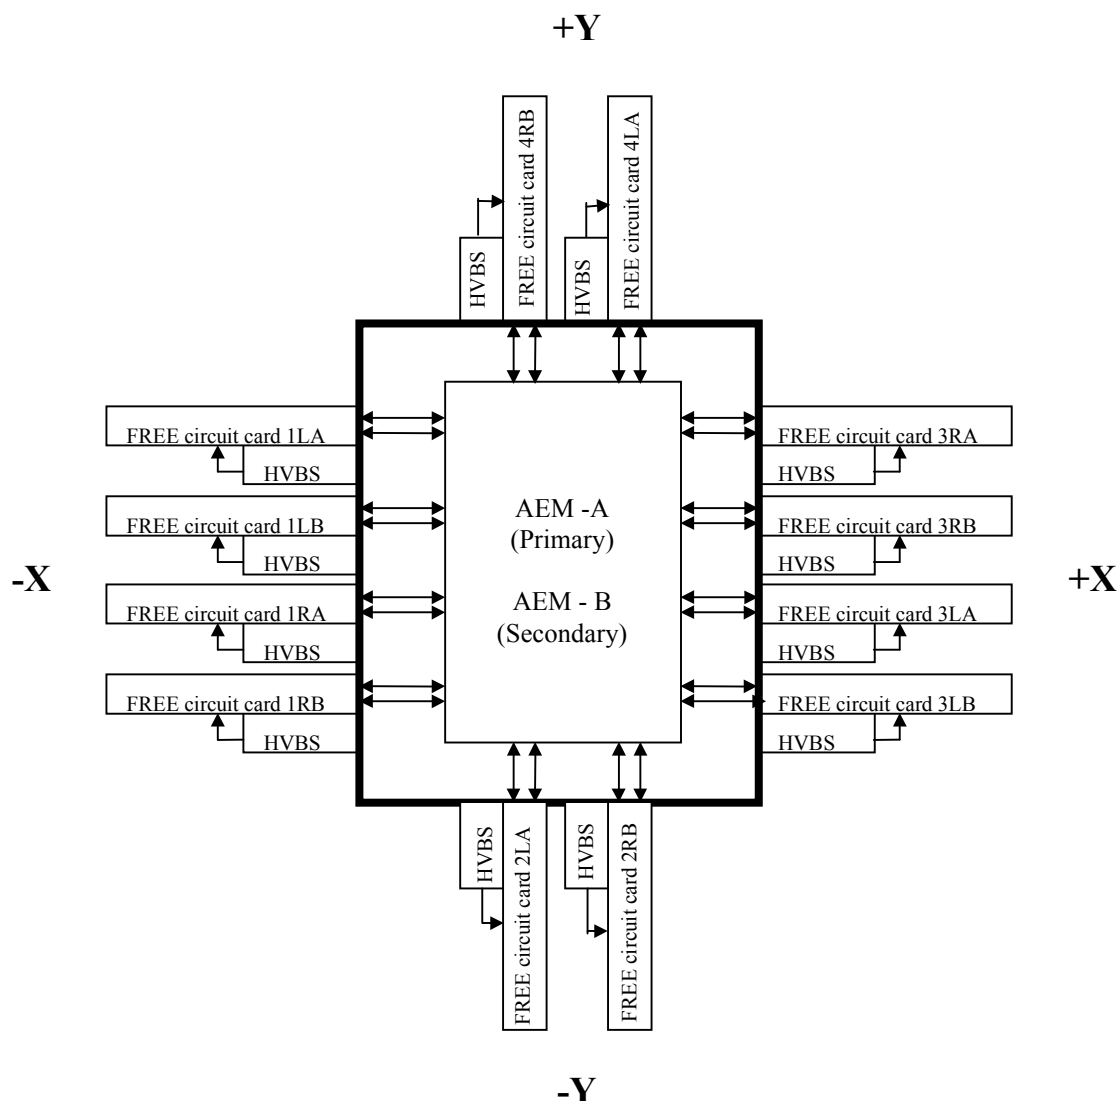 +Y
HVBS
FREE circuit card 4RB
HVBS
FREE circuit card 4LA
FREE circuit card 1LA
HVBS
FREE circuit card 1LB
HVBS
-X
FREE circuit card 1RA
HVBS
FREE circuit card 1RB
HVBS
AEM -A
(Primary)
AEM - B
(Secondary)
FREE circuit card 3RA
HVBS
FREE circuit card 3RB
HVBS
+X
FREE circuit card 3LA
HVBS
FREE circuit card 3LB
HVBS
HVBS
FREE circuit card 2LA
HVBS
FREE circuit card 2RB
-Y